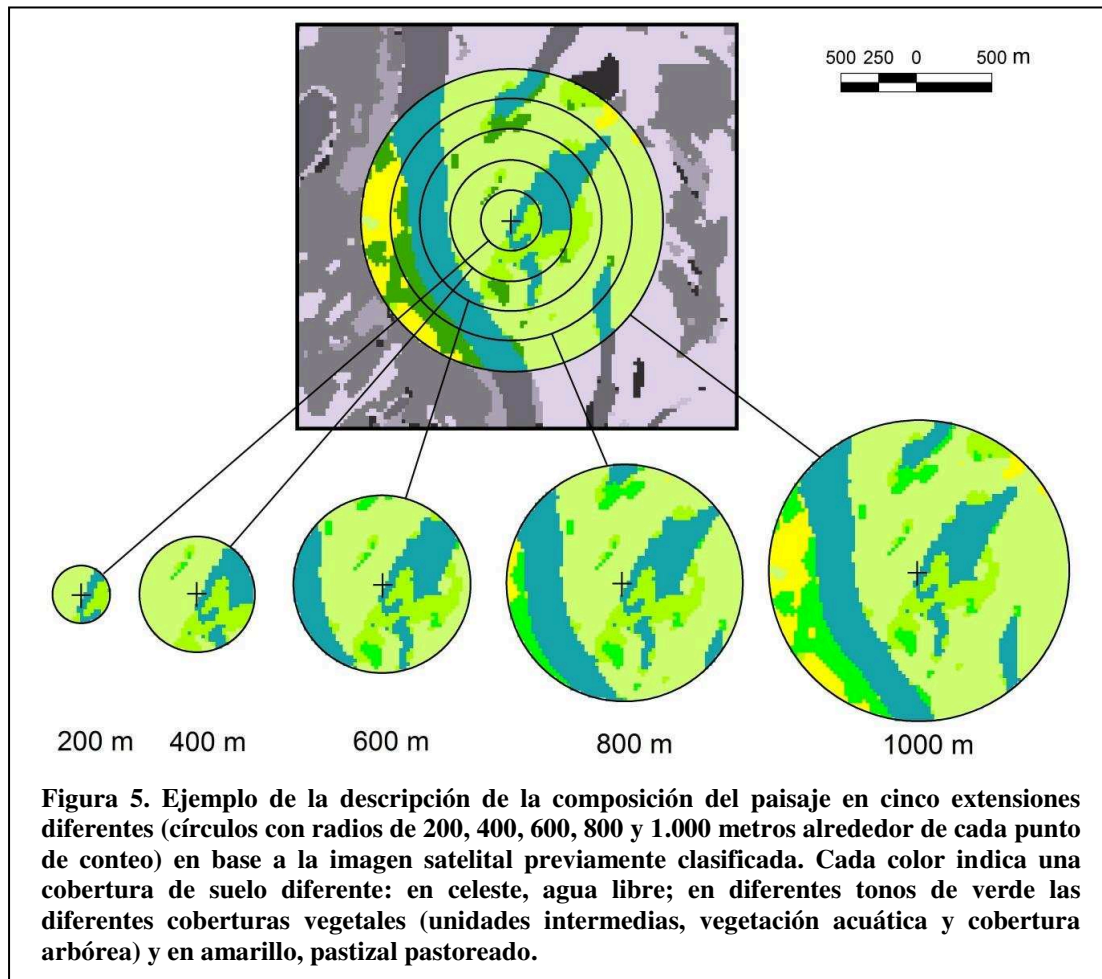 500 250 0 500 m
200 m 400 m 600 m 800 m 1000 m
Figura 5. Ejemplo de la descripción de la composición del paisaje en cinco extensiones
diferentes (círculos con radios de 200, 400, 600, 800 y 1.000 metros alrededor de cada punto
de conteo) en base a la imagen satelital previamente clasificada. Cada color indica una
cobertura de suelo diferente: en celeste, agua libre; en diferentes tonos de verde las
diferentes coberturas vegetales (unidades intermedias, vegetación acuática y cobertura
arbórea) y en amarillo, pastizal pastoreado.